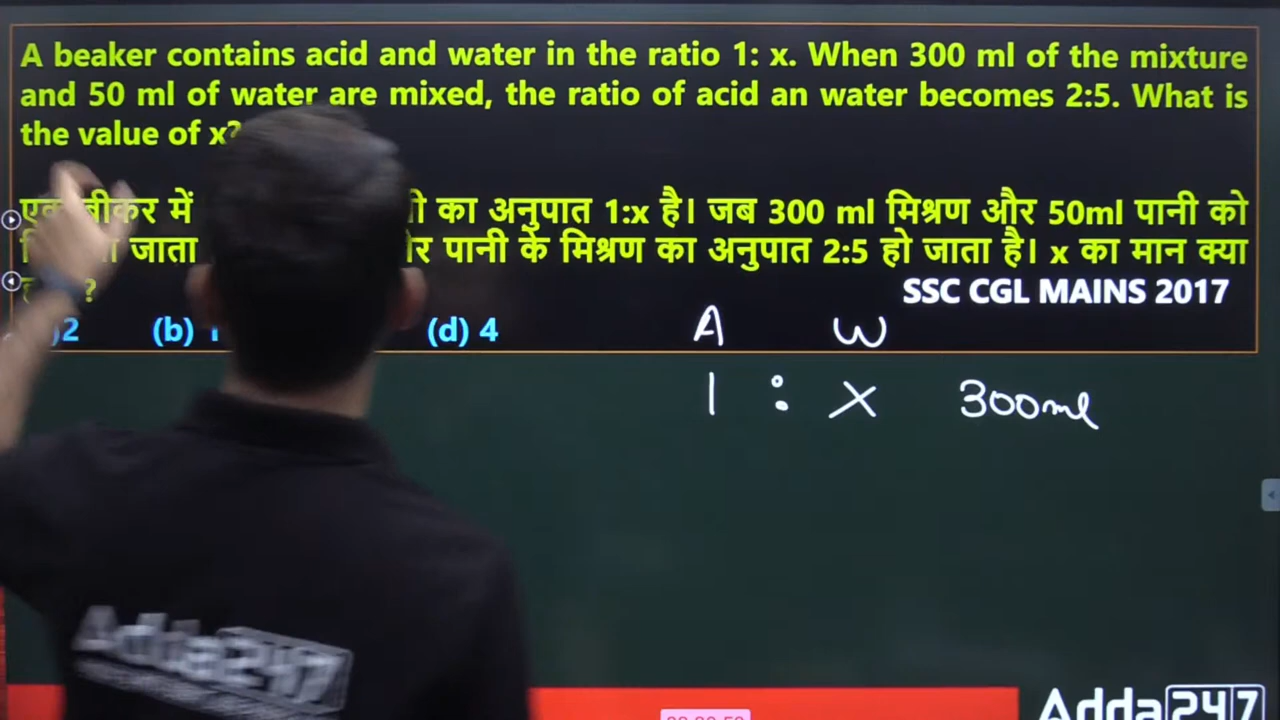 A beaker contains acid and water in the ratio 1: x. When 300 ml of the mixture
and 50 ml of water are mixed, the ratio of acid an water becomes 2:5. What is
the value of x?
में का अनुपात 1:x है। जब 300 ml मिश्रण और 50ml पानी को
जाता पानी के मिश्रण का अनुपात 2:5 हो जाता है। x का मान क्या
?
SSC CGL MAINS 2017
2 (b) (d) 4
A W
1 : x 300ml
Adda247
Adda247